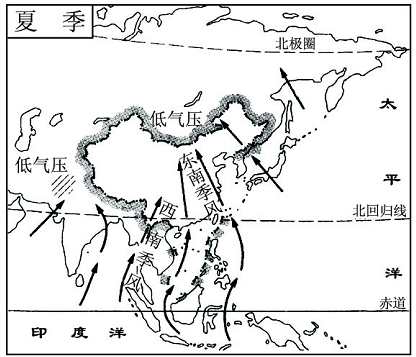 夏 季
北极圈
太平洋
低气压
低气压
东南季风
西南季风
北回归线
赤道
印 度 洋